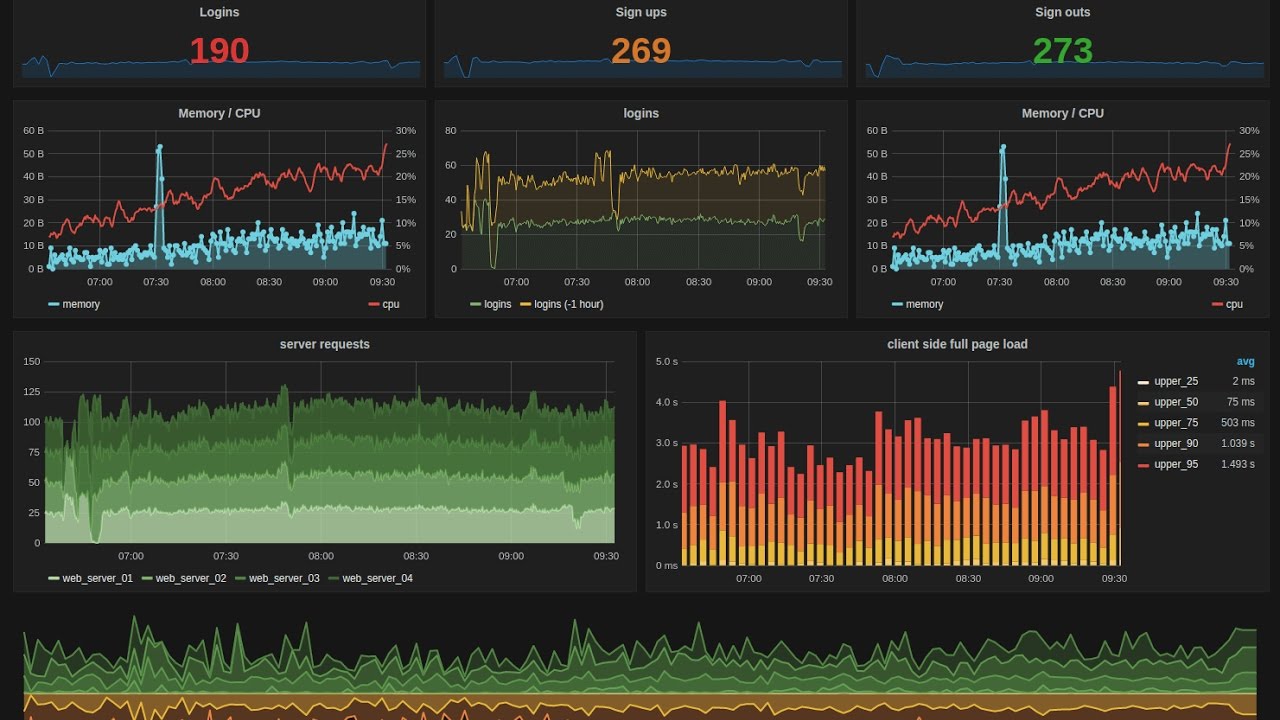 Logins Sign ups Sign outs
190 269 273
Memory / CPU logins Memory / CPU
60 B 30% 80 60 B 30%
50 B 25% 50 B 25%
60
40 B 20% 40 B 20%
30 B 15% 40 30 B 15%
20 B 10% 20 B 10%
20
10 B 5% 10 B 5%
0 B 0% 0 0 B 0%
07:00 07:30 08:00 08:30 09:00 09:30 07:00 07:30 08:00 08:30 09:00 09:30 07:00 07:30 08:00 08:30 09:00 09:30
memory cpu logins logins (-1 hour) memory cpu
server requests client side full page load
150 5.0 s avg
upper_25 2 ms
125 4.0 s upper_50 75 ms
100 upper_75 503 ms
3.0 s upper_90 1.039 s
75 upper_95 1.493 s
50 2.0 s
25 1.0 s
0 0 ms
07:00 07:30 08:00 08:30 09:00 09:30 07:00 07:30 08:00 08:30 09:00 09:30
web_server_01 web_server_02 web_server_03 web_server_04